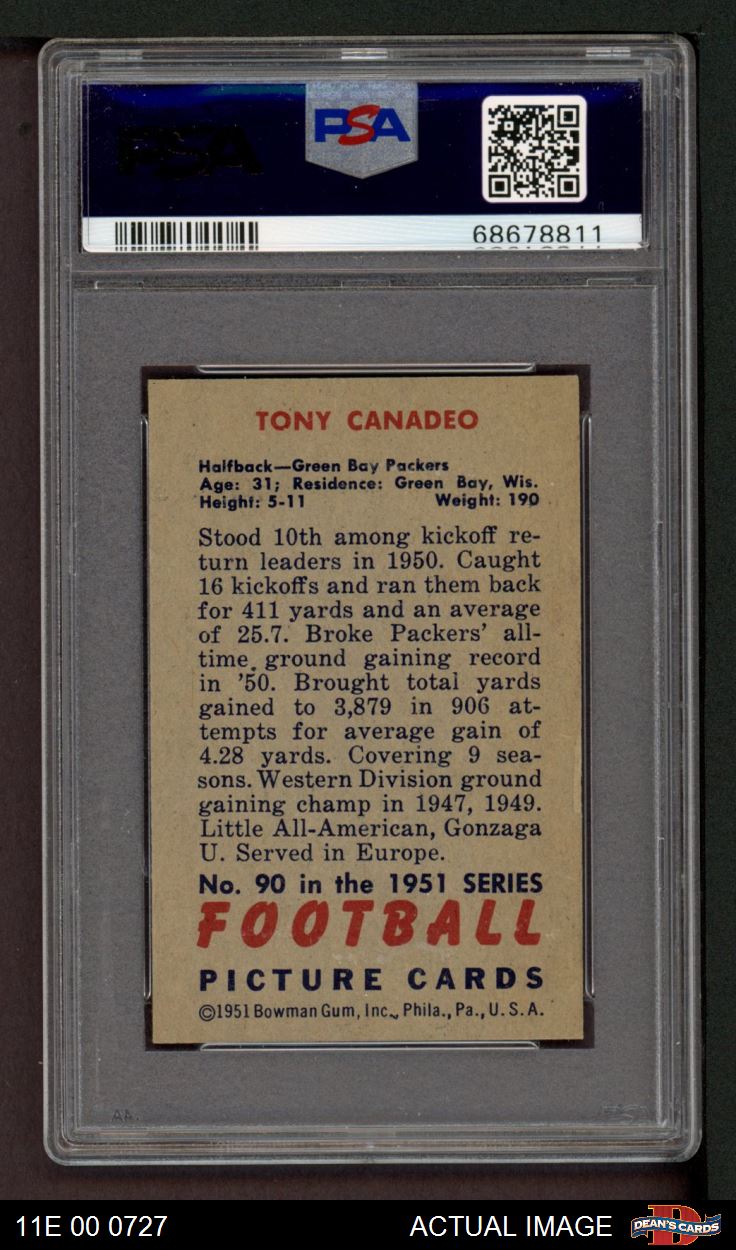 PSA
PSA
68678811
TONY CANADEO
Halfback—Green Bay Packers
Age: 31; Residence: Green Bay, Wis.
Height: 5-11 Weight: 190
Stood 10th among kickoff re-
turn leaders in 1950. Caught
16 kickoffs and ran them back
for 411 yards and an average
of 25.7. Broke Packers' all-
time ground gaining record
in '50. Brought total yards
gained to 3,879 in 906 at-
tempts for average gain of
4.28 yards. Covering 9 sea-
sons. Western Division ground
gaining champ in 1947, 1949.
Little All-American, Gonzaga
U. Served in Europe.
No. 90 in the 1951 SERIES
FOOTBALL
PICTURE CARDS
©1951 Bowman Gum, Inc., Phila., Pa., U.S.A.
11E 00 0727 ACTUAL IMAGE DEAN'S CARDS